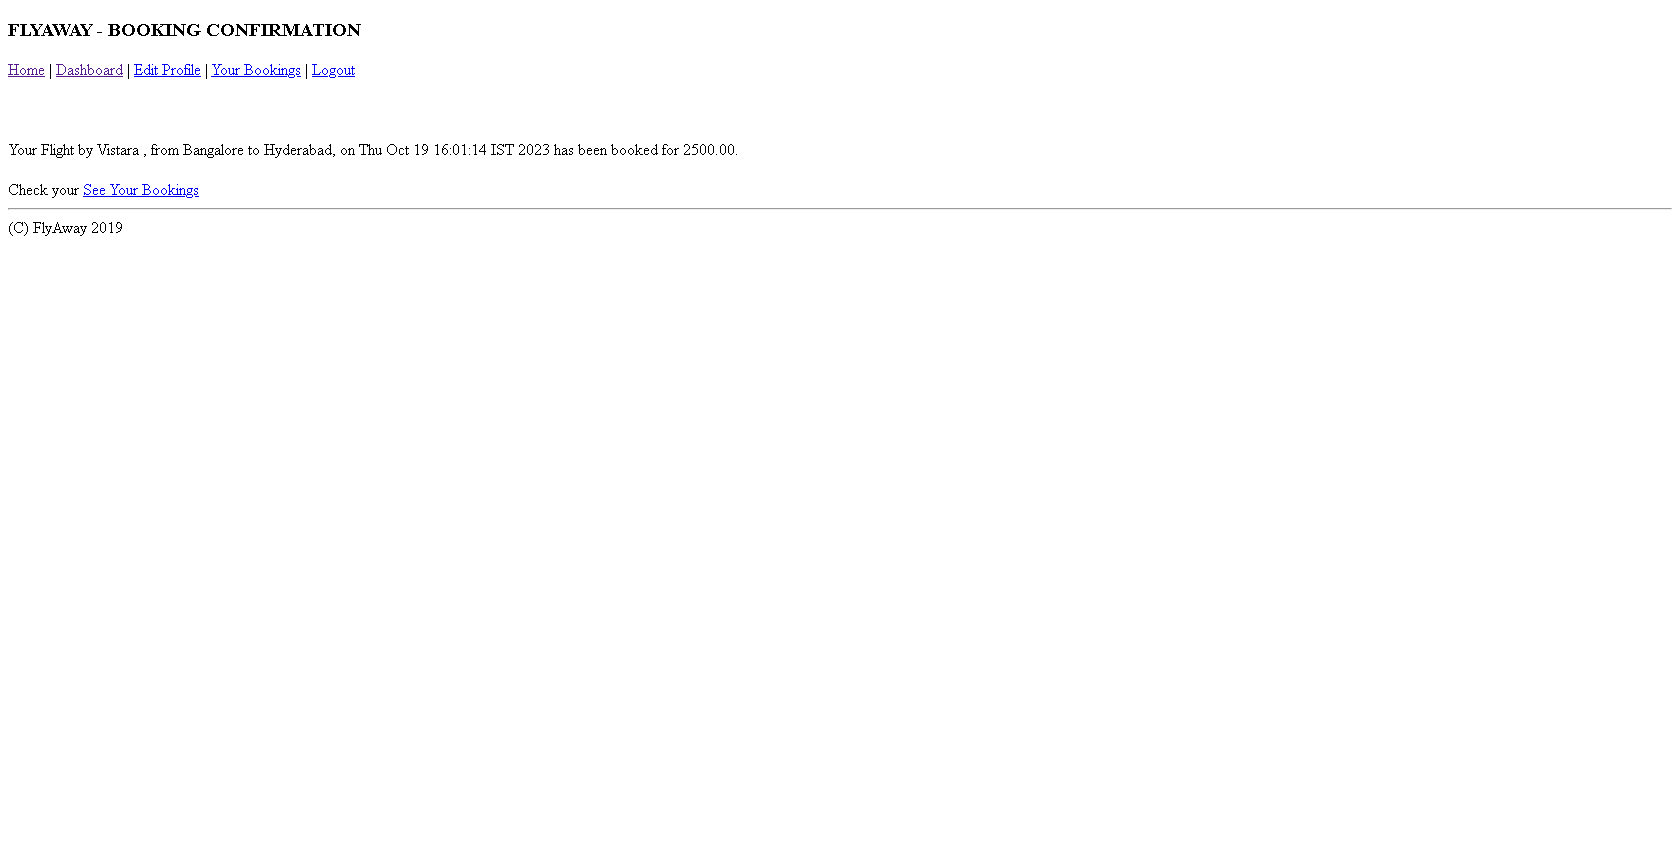 FLYAWAY - BOOKING CONFIRMATION
Home | Dashboard | Edit Profile | Your Bookings | Logout
Your Flight by Vistara , from Bangalore to Hyderabad, on Thu Oct 19 16:01:14 IST 2023 has been booked for 2500.00.
Check your See Your Bookings
(C) FlyAway 2019